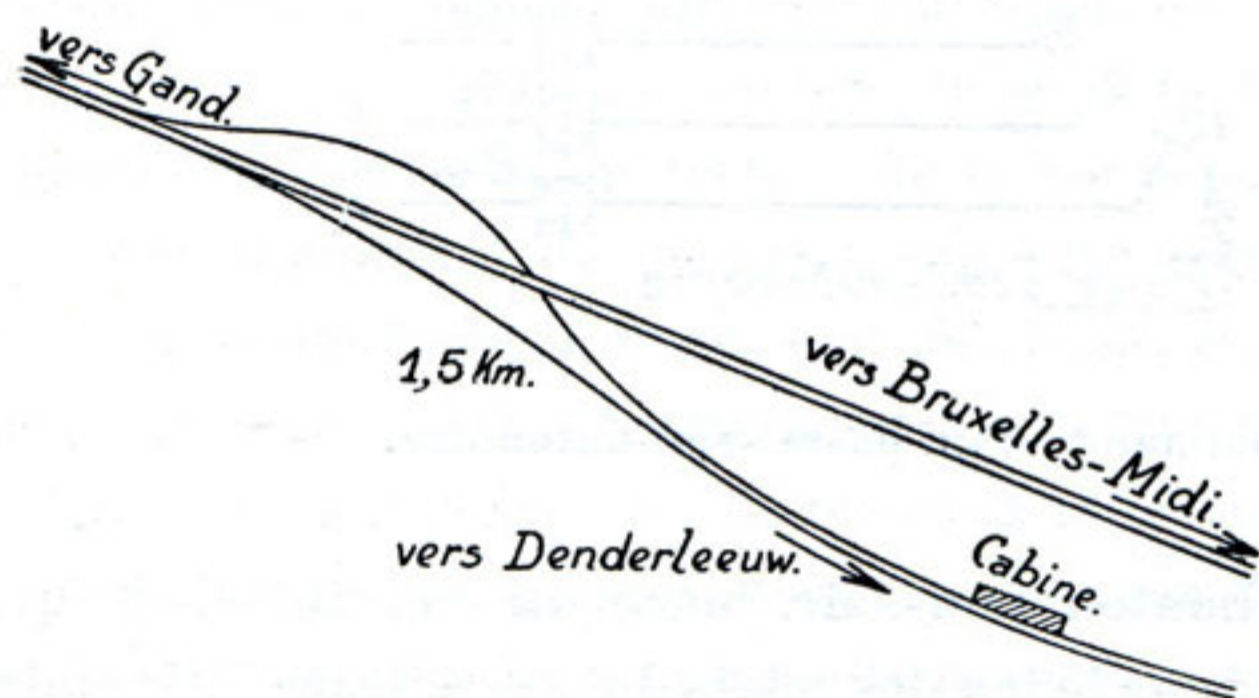 vers Gand.
1,5 Km.
vers Bruxelles-Midi.
vers Denderleeuw.
Cabine.